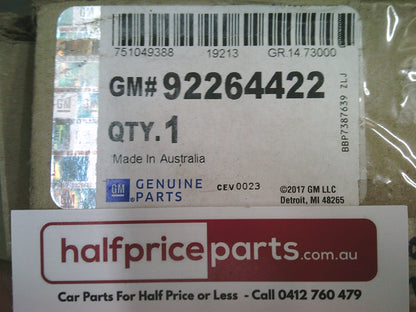 751049388 19213 GR.14.73000
GM# 92264422
QTY. 1
Made In Australia
BBP7387639 ZLJ
GM GENUINE
PARTS
CEV0023
©2017 GM LLC
Detroit, MI 48265
halfpriceparts.com.au
Car Parts For Half Price or Less - Call 0412 760 479